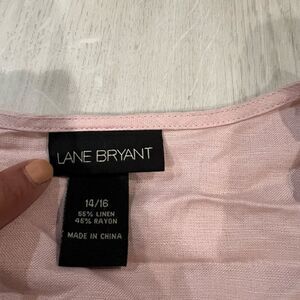 LANE BRYANT
14/16
55% LINEN
45% RAYON
MADE IN CHINA